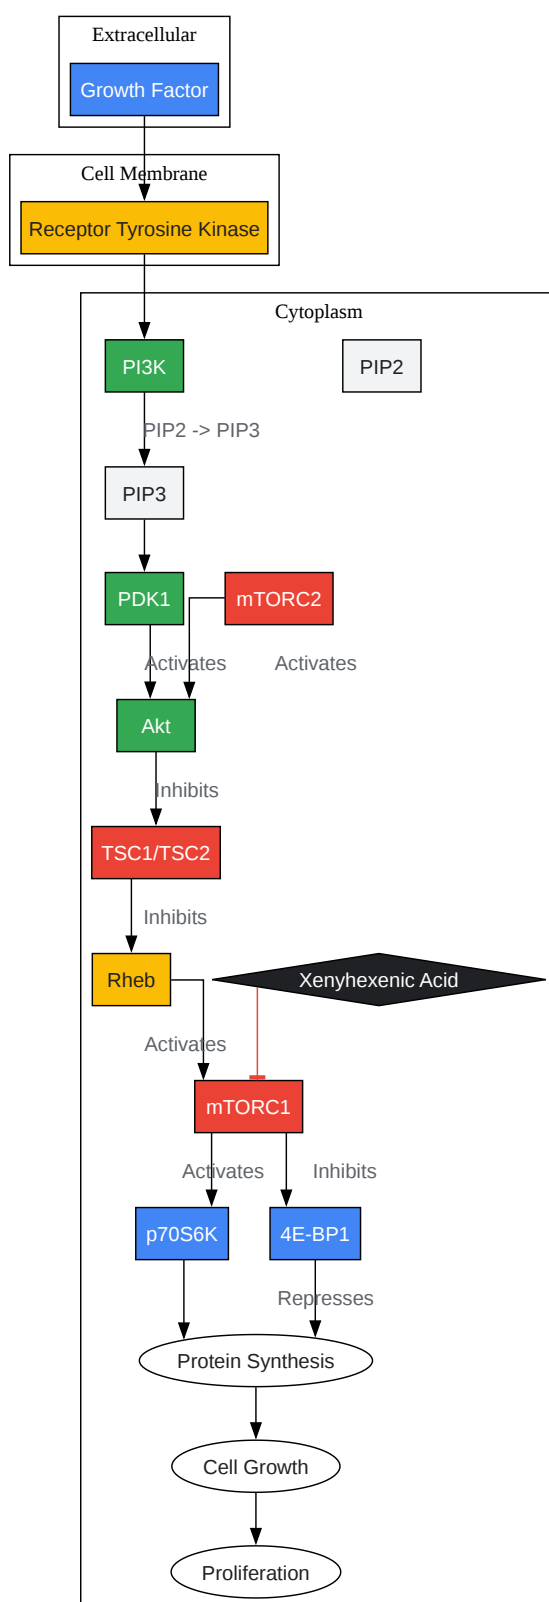 Extracellular
Growth Factor
Cell Membrane
Receptor Tyrosine Kinase
Cytoplasm
PI3K
PIP2
PIP2 -> PIP3
PIP3
PDK1
mTORC2
Activates
Activates
Akt
Inhibits
TSC1/TSC2
Inhibits
Rheb
Xenyhexenic Acid
Activates
mTORC1
Activates
Inhibits
p70S6K
4E-BP1
Represses
Protein Synthesis
Cell Growth
Proliferation